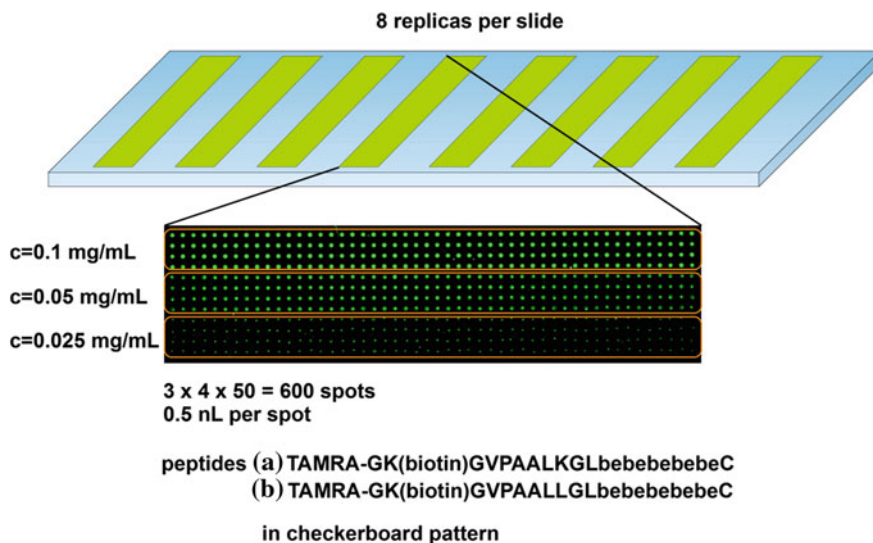 8 replicas per slide
c=0.1 mg/mL
c=0.05 mg/mL
c=0.025 mg/mL
3 x 4 x 50 = 600 spots
0.5 nL per spot
peptides (a) TAMRA-GK(biotin)GVPAALKGLbebebebebeC
(b) TAMRA-GK(biotin)GVPAALLGLbebebebebeC
in checkerboard pattern